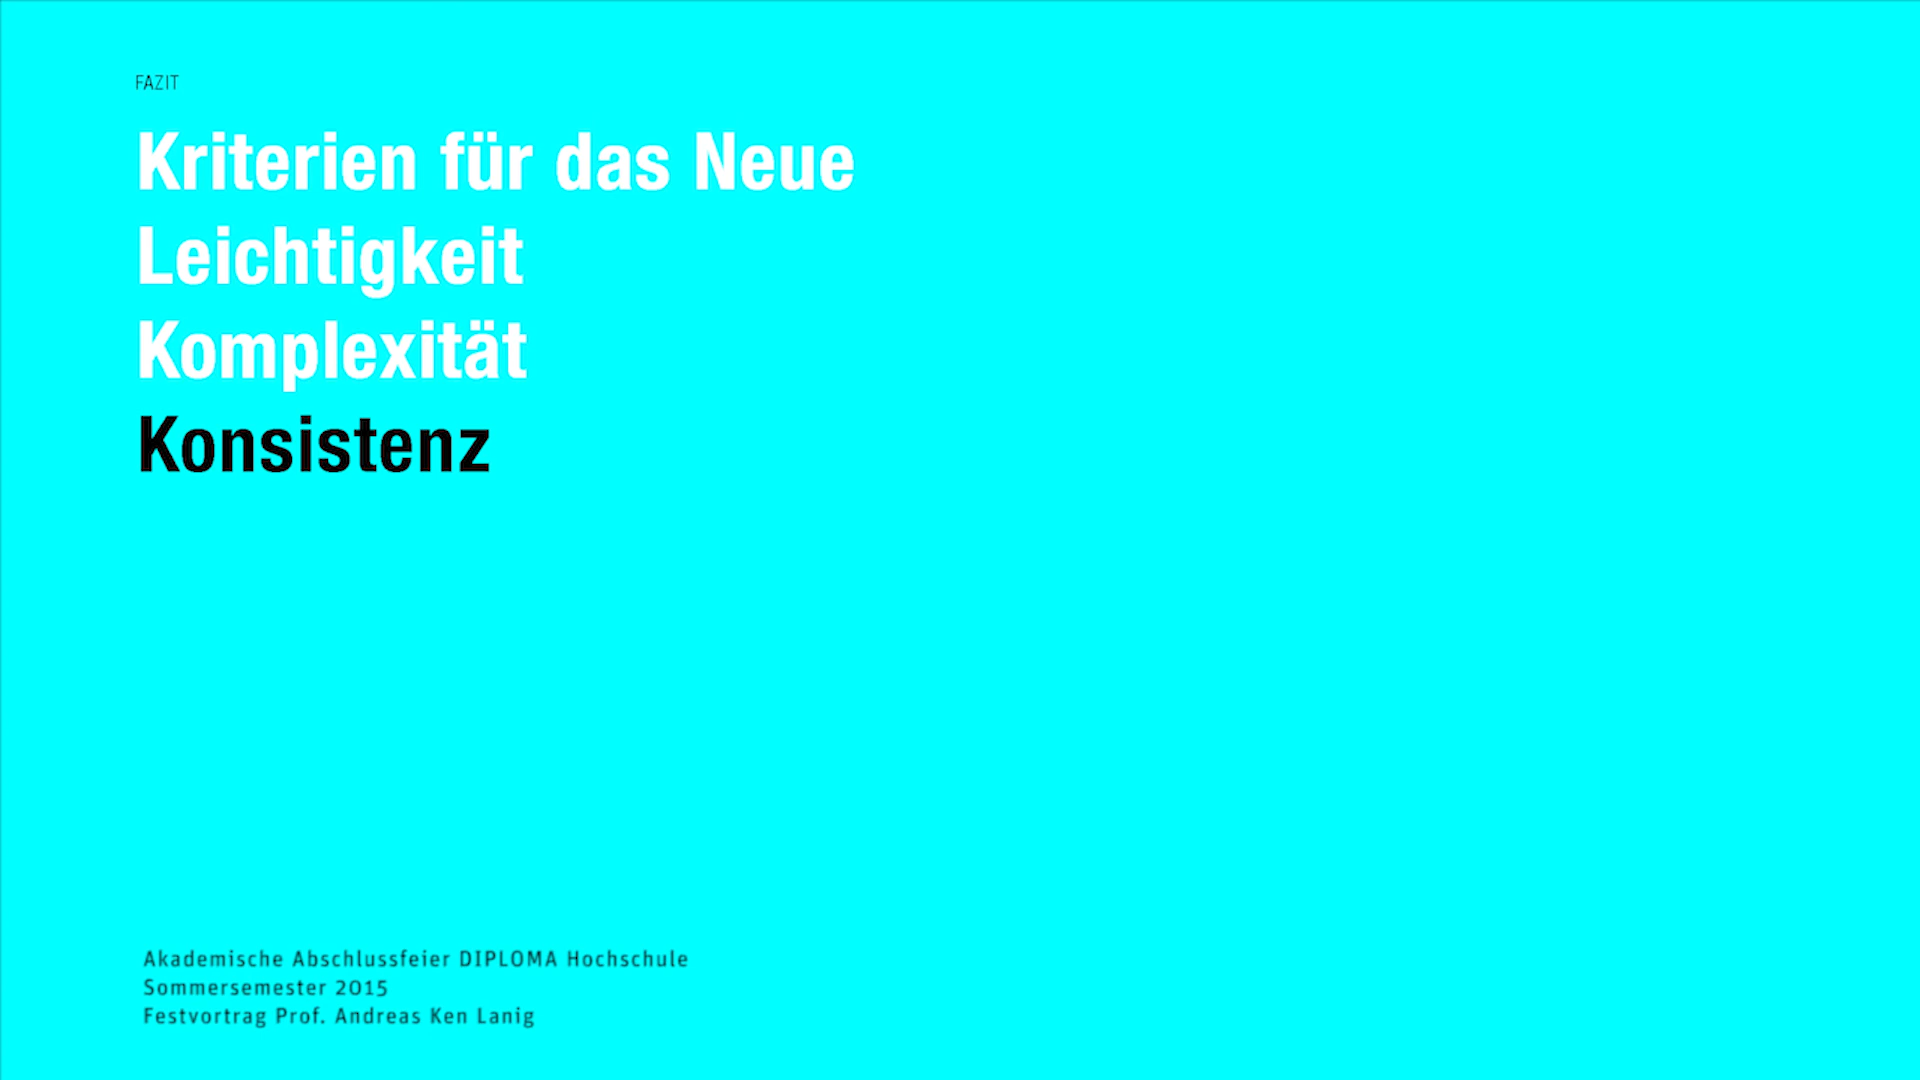 FAZIT
Kriterien für das Neue
Leichtigkeit
Komplexität
Konsistenz
Akademische Abschlussfeier DIPLOMA Hochschule
Sommersemester 2015
Festvortrag Prof. Andreas Ken Lanig